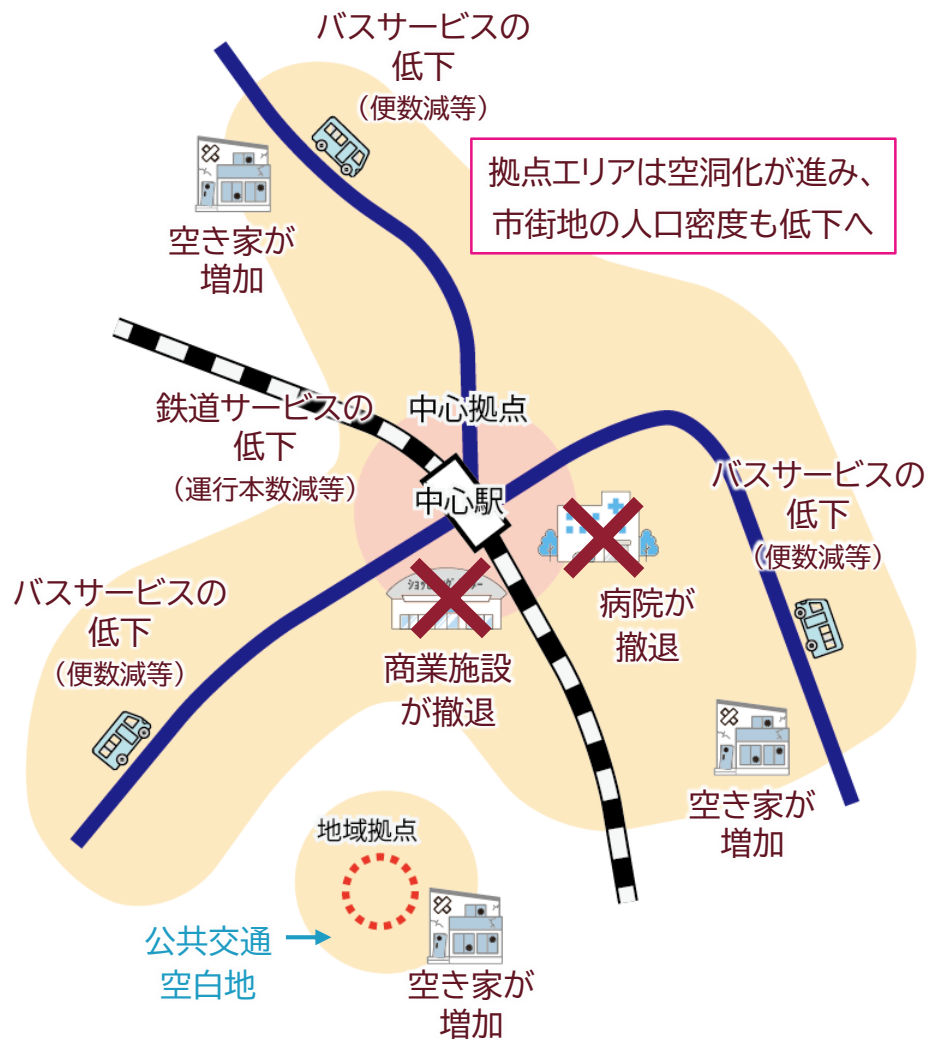 バスサービスの
低下
（便数減等）
拠点エリアは空洞化が進み、
市街地の人口密度も低下へ
空き家が
増加
鉄道サービスの
低下
（運行本数減等）
中心拠点
中心駅
バスサービスの
低下
（便数減等）
病院が
撤退
商業施設
が撤退
バスサービスの
低下
（便数減等）
空き家が
増加
地域拠点
公共交通
空白地
空き家が
増加